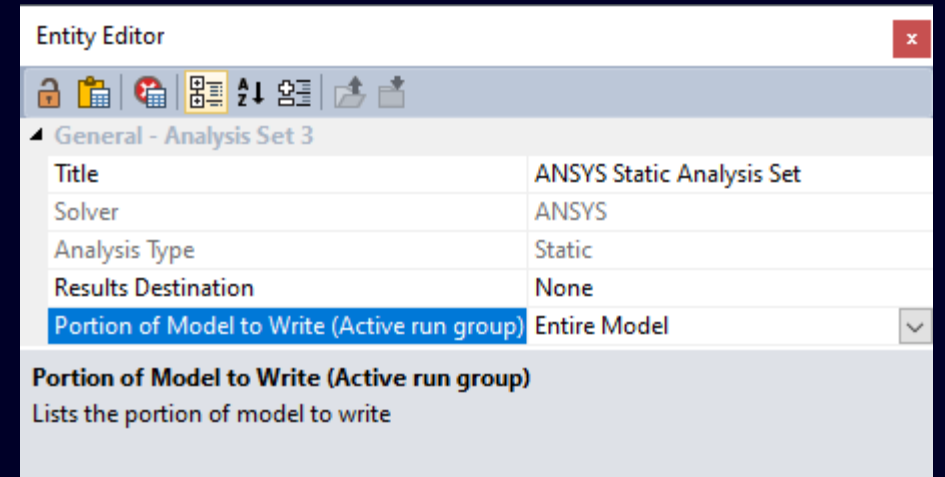 Entity Editor
x
General - Analysis Set 3
Title ANSYS Static Analysis Set
Solver ANSYS
Analysis Type Static
Results Destination None
Portion of Model to Write (Active run group) Entire Model
Portion of Model to Write (Active run group)
Lists the portion of model to write